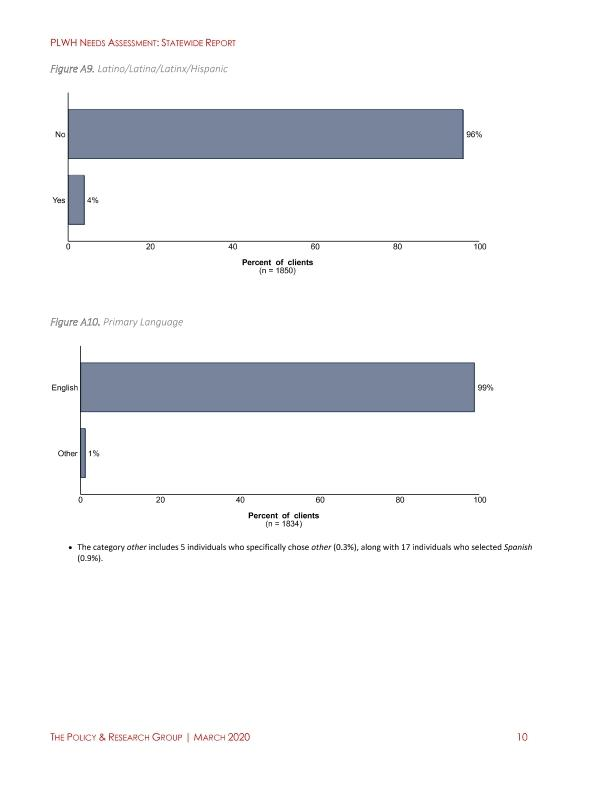 PLWH NEEDS ASSESSMENT: STATEWIDE REPORT
Figure A9. Latino/Latina/Latinx/Hispanic
No
96%
Yes
4%
0 20 40 60 80 100
Percent of clients
(n = 1850)
Figure A10. Primary Language
English
99%
Other
1%
0 20 40 60 80 100
Percent of clients
(n = 1834)
• The category other includes 5 individuals who specifically chose other (0.3%), along with 17 individuals who selected Spanish
(0.9%).
THE POLICY & RESEARCH GROUP | MARCH 2020 10